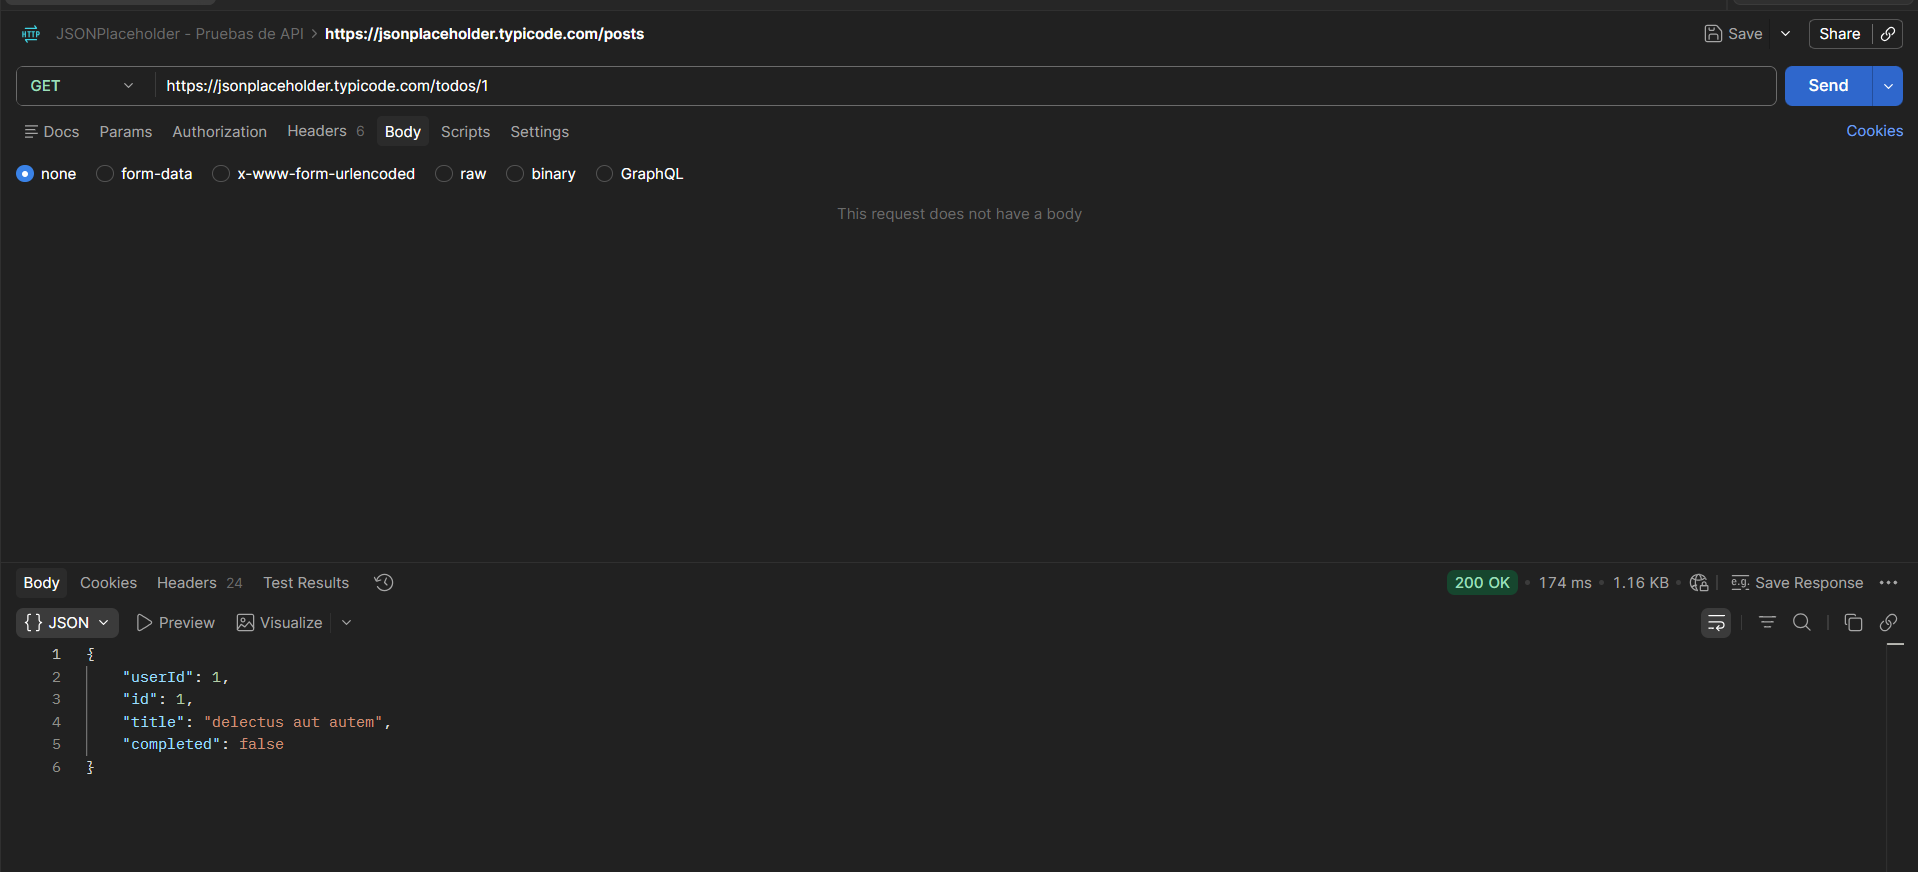 HTTP JSONPlaceholder - Pruebas de API > https://jsonplaceholder.typicode.com/posts Save Share
GET https://jsonplaceholder.typicode.com/todos/1 Send
Docs Params Authorization Headers 6 Body Scripts Settings Cookies
none form-data x-www-form-urlencoded raw binary GraphQL
This request does not have a body
Body Cookies Headers 24 Test Results 200 OK • 174 ms • 1.16 KB • e.g. Save Response
{} JSON Preview Visualize
1 {
2 "userId": 1,
3 "id": 1,
4 "title": "delectus aut autem",
5 "completed": false
6 }